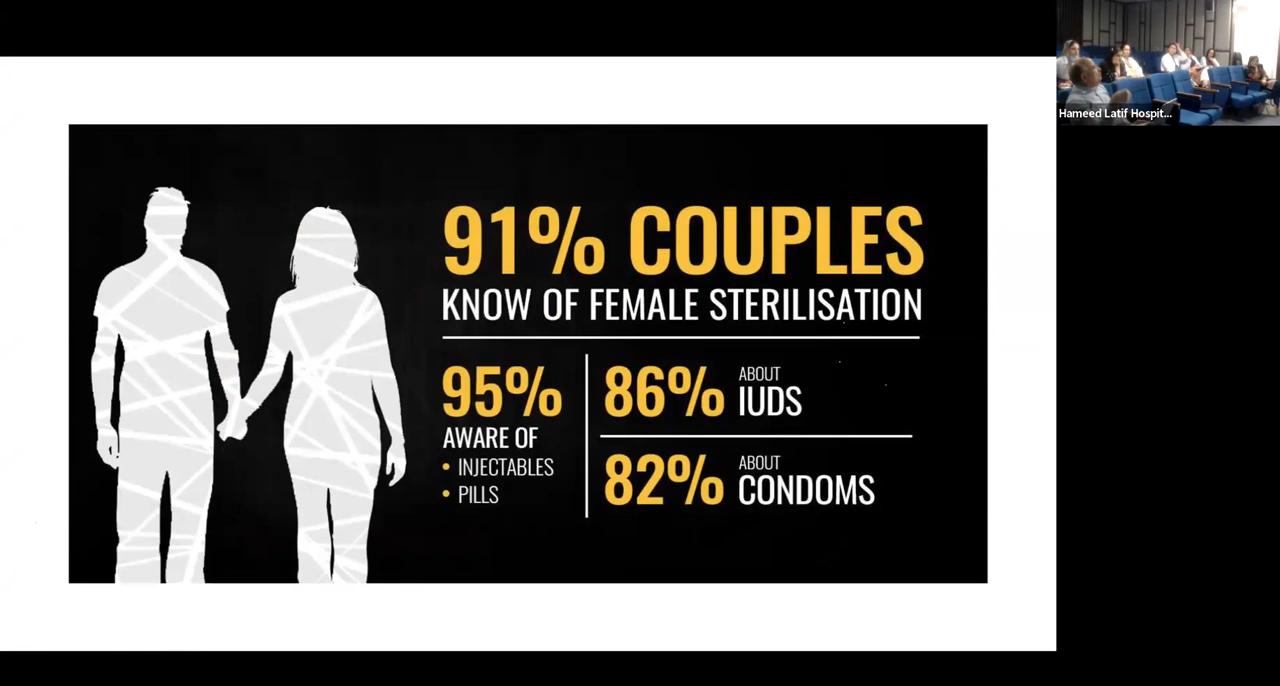 Hameed Latif Hospit...
91% COUPLES
KNOW OF FEMALE STERILISATION
95%
AWARE OF
• INJECTABLES
• PILLS
86% ABOUT
IUDS
82% ABOUT
CONDOMS